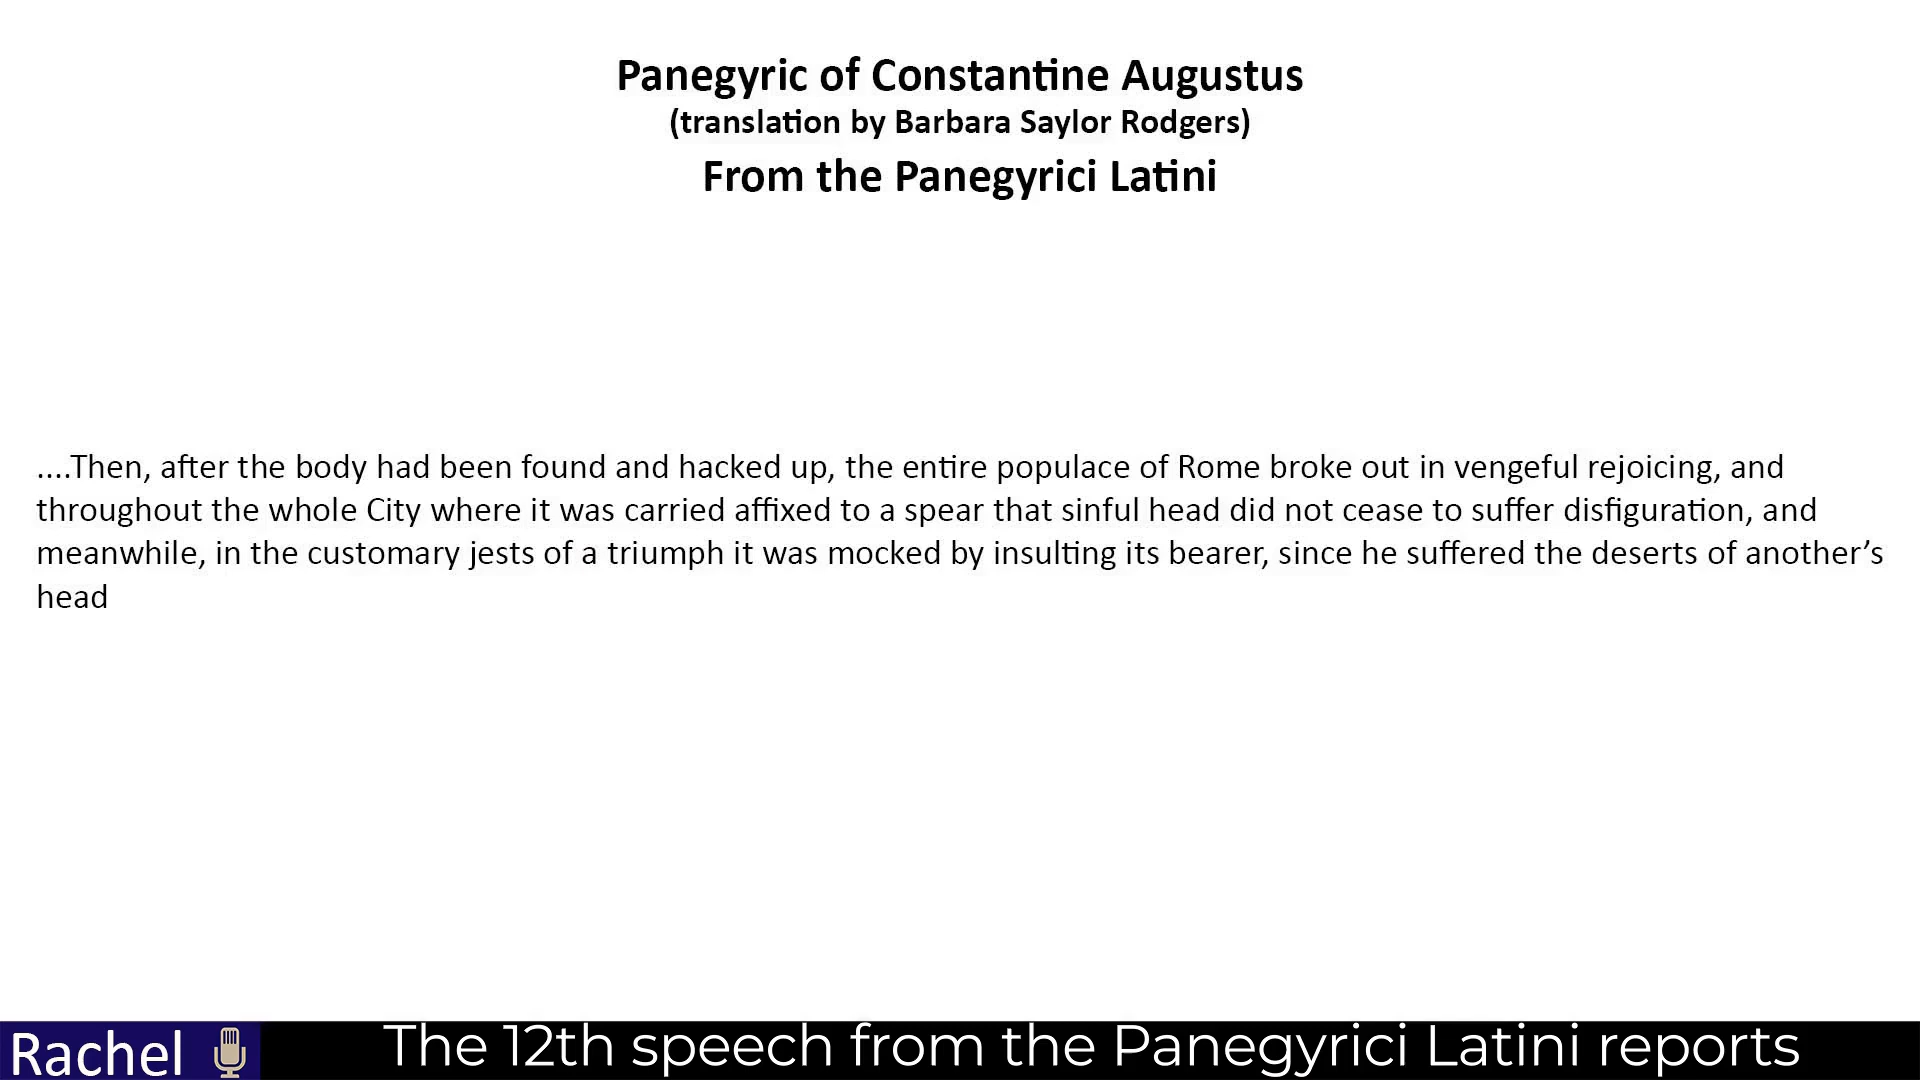 Panegyric of Constantine Augustus
(translation by Barbara Saylor Rodgers)
From the Panegyrici Latini
....Then, after the body had been found and hacked up, the entire populace of Rome broke out in vengeful rejoicing, and
throughout the whole City where it was carried affixed to a spear that sinful head did not cease to suffer disfiguration, and
meanwhile, in the customary jests of a triumph it was mocked by insulting its bearer, since he suffered the deserts of another’s
head
Rachel
The 12th speech from the Panegyrici Latini reports